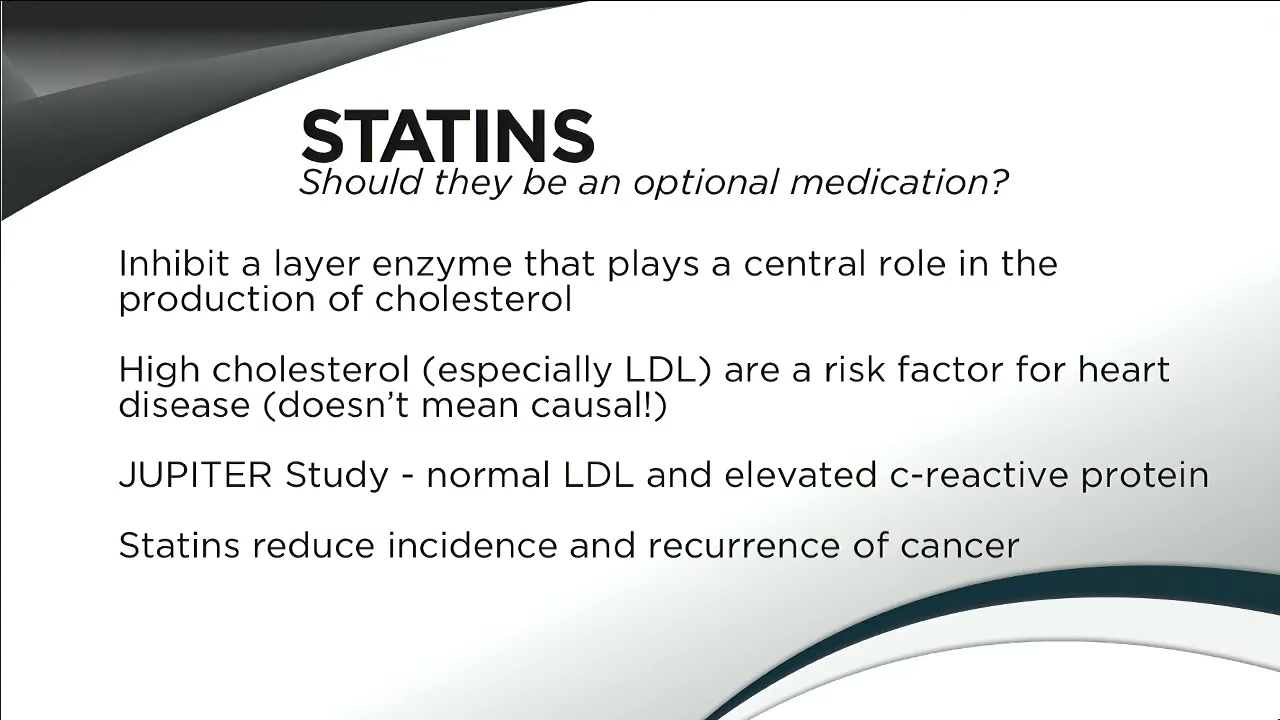 STATINS
Should they be an optional medication?
Inhibit a layer enzyme that plays a central role in the
production of cholesterol
High cholesterol (especially LDL) are a risk factor for heart
disease (doesn't mean causal!)
JUPITER Study - normal LDL and elevated c-reactive protein
Statins reduce incidence and recurrence of cancer